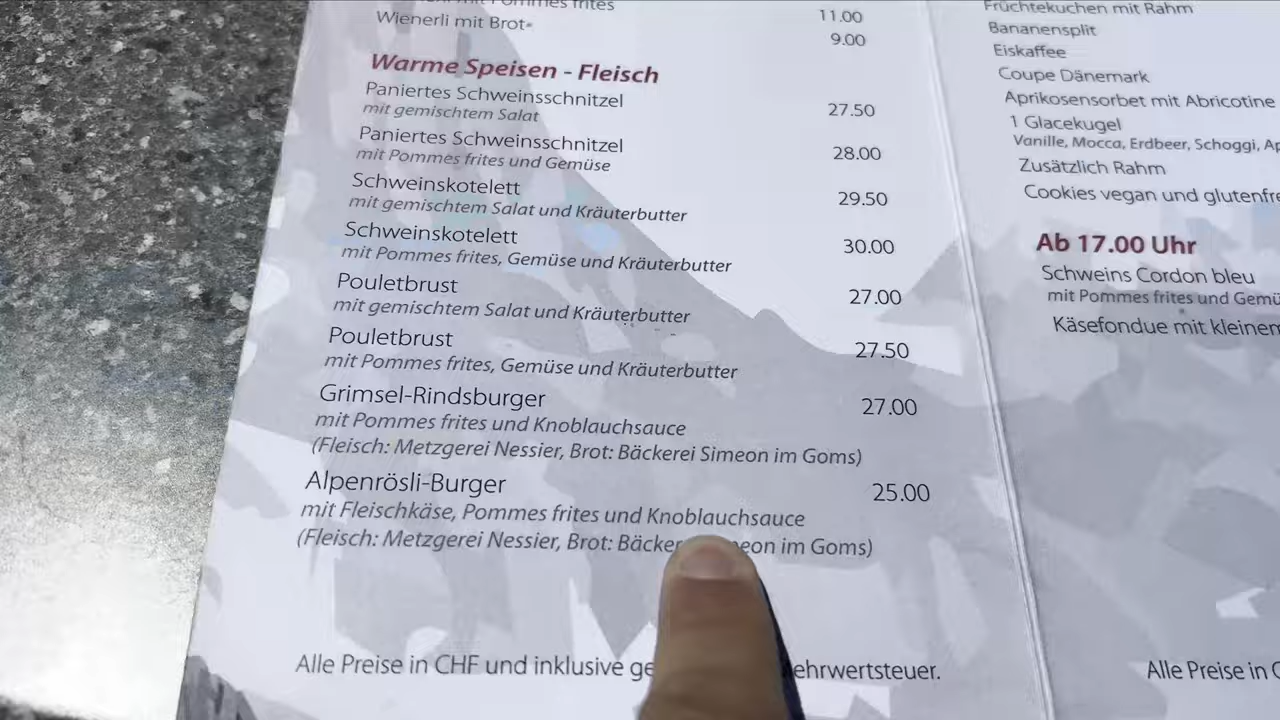 mit Pommes frites
11.00
Wienerli mit Brot
9.00
Warme Speisen - Fleisch
Paniertes Schweinsschnitzel
mit gemischtem Salat
27.50
Paniertes Schweinsschnitzel
mit Pommes frites und Gemüse
28.00
Schweinskotelett
mit gemischtem Salat und Kräuterbutter
29.50
Schweinskotelett
mit Pommes frites, Gemüse und Kräuterbutter
30.00
Pouletbrust
mit gemischtem Salat und Kräuterbutter
27.00
Pouletbrust
mit Pommes frites, Gemüse und Kräuterbutter
27.50
Grimsel-Rindsburger
27.00
mit Pommes frites und Knoblauchsauce
(Fleisch: Metzgerei Nessier, Brot: Bäckerei Simeon im Goms)
Alpenrösli-Burger
25.00
mit Fleischkäse, Pommes frites und Knoblauchsauce
(Fleisch: Metzgerei Nessier, Brot: im Goms)
Alle Preise in CHF und inklusive
Früchtekuchen mit Rahm
Bananensplit
Eiskaffee
Coupe Dänemark
Aprikosensorbet mit Abricotine
1 Glacekugel
Vanille, Mocca, Erdbeer, Schoggi,
Zusätzlich Rahm
Cookies vegan und
Ab 17.00 Uhr
Schweins Cordon bleu
mit Pommes frites und
Käsefondue mit
Alle Preise in